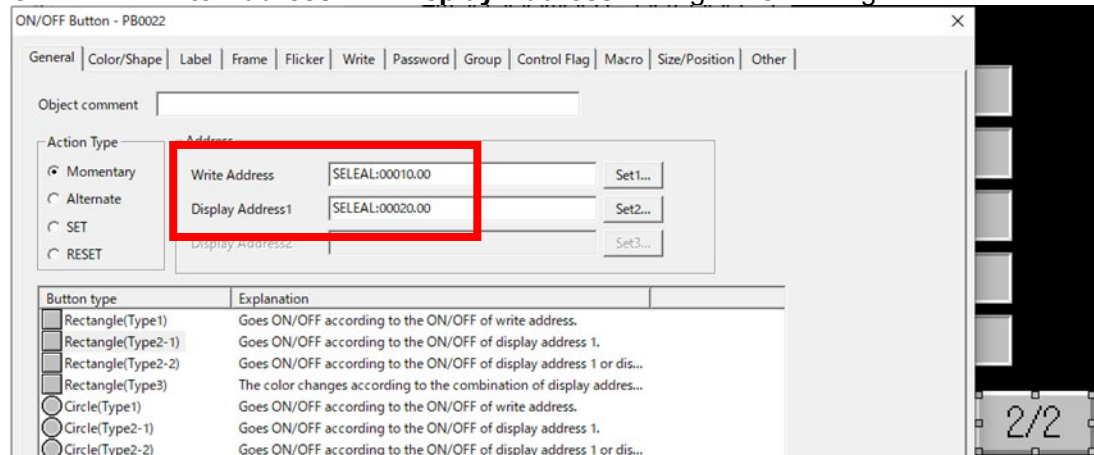 ON/OFF Button - PB0022
General Color/Shape Label Frame Flicker Write Password Group Control Flag Macro Size/Position Other
Object comment
Action Type Address
Momentary
Alternate
SET
RESET
Write Address SELEAL:00010.00 Set1...
Display Address1 SELEAL:00020.00 Set2...
Display Address2 Set3...
Button type Explanation
Rectangle(Type1) Goes ON/OFF according to the ON/OFF of write address.
Rectangle(Type2-1) Goes ON/OFF according to the ON/OFF of display address 1.
Rectangle(Type2-2) Goes ON/OFF according to the ON/OFF of display address 1 or dis...
Rectangle(Type3) The color changes according to the combination of display addres...
Circle(Type1) Goes ON/OFF according to the ON/OFF of write address.
Circle(Type2-1) Goes ON/OFF according to the ON/OFF of display address 1.
Circle(Type2-2) Goes ON/OFF according to the ON/OFF of display address 1 or dis...
2/2